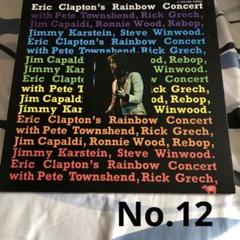 Eric Clapton's Rainbow Concert
with Pete Townshend, Rick Grech,
Jim Capaldi, Ronnie Wood, Rebop,
Jimmy Karstein, Steve Winwood.
Eric Clapton's Rainbow Concert
with Pete Townshend, Rick Grech,
Jim Capaldi, Ronnie Wood, Rebop,
Jimmy Karstein, Steve Winwood.
Eric Clapton's Rainbow Concert
with Pete Rick Grech,
Jim Capaldi Wood, Rebop,
Jimmy Winwood.
Eric Clapton's Rainbow Concert
with Pete Townshend, Rick Grech,
Jim Capaldi, Ronnie Wood, Rebop,
Jimmy Karstein, Steve Winwood.
Eric Clapton's Rainbow Concert
with Pete Townshend, Rick Grech,
No.12